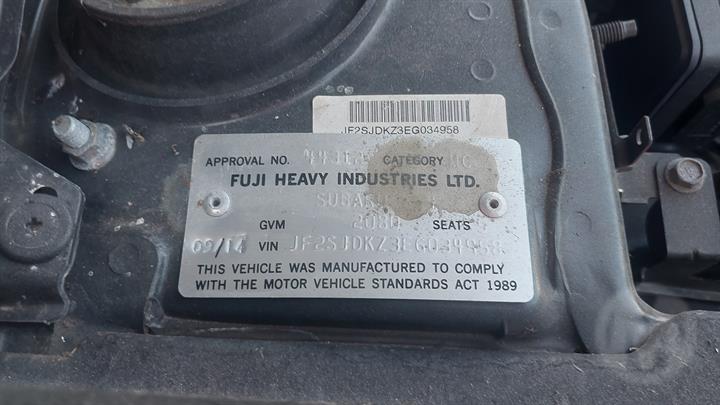 JF2SJDKZ3EG034958
APPROVAL NO. CATEGORY
FUJI HEAVY INDUSTRIES LTD.
GVM 2080 SEATS
09/14 VIN JF2SJDKZ3EG034958
THIS VEHICLE WAS MANUFACTURED TO COMPLY
WITH THE MOTOR VEHICLE STANDARDS ACT 1989